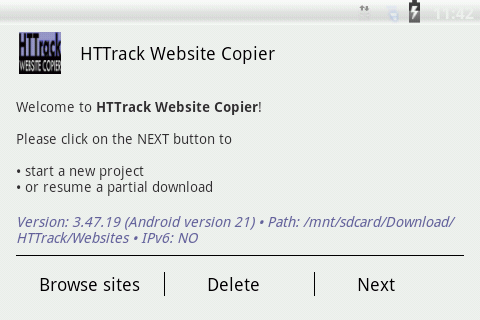 11:42
HTTrack
WEBSITE COPIER
HTTrack Website Copier
Welcome to HTTrack Website Copier!
Please click on the NEXT button to
• start a new project
• or resume a partial download
Version: 3.47.19 (Android version 21) • Path: /mnt/sdcard/Download/
HTTrack/Websites • IPv6: NO
Browse sites
Delete
Next